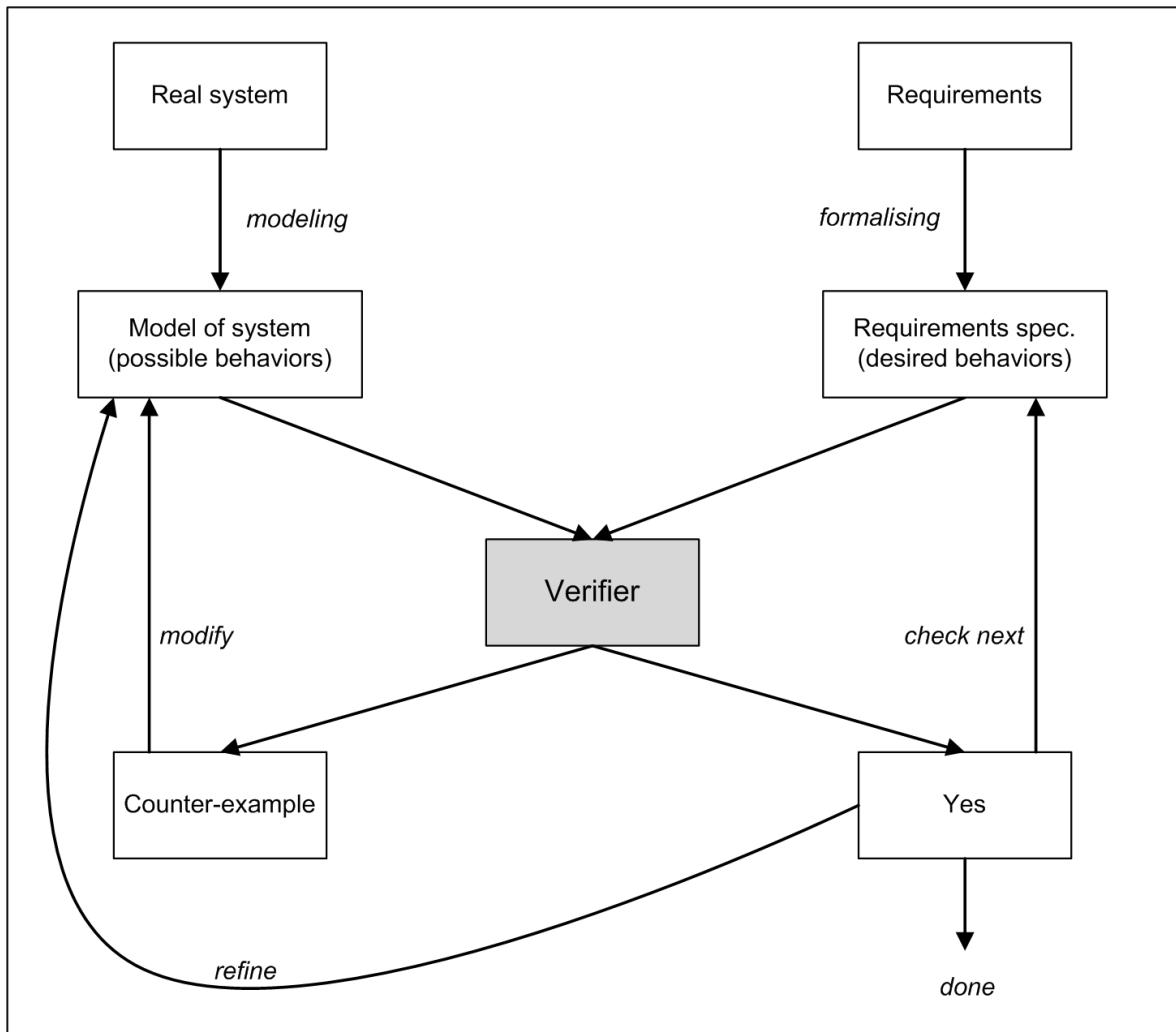 Real system
Requirements
modeling
formalising
Model of system
(possible behaviors)
Requirements spec.
(desired behaviors)
Verifier
modify
check next
Counter-example
Yes
refine
done